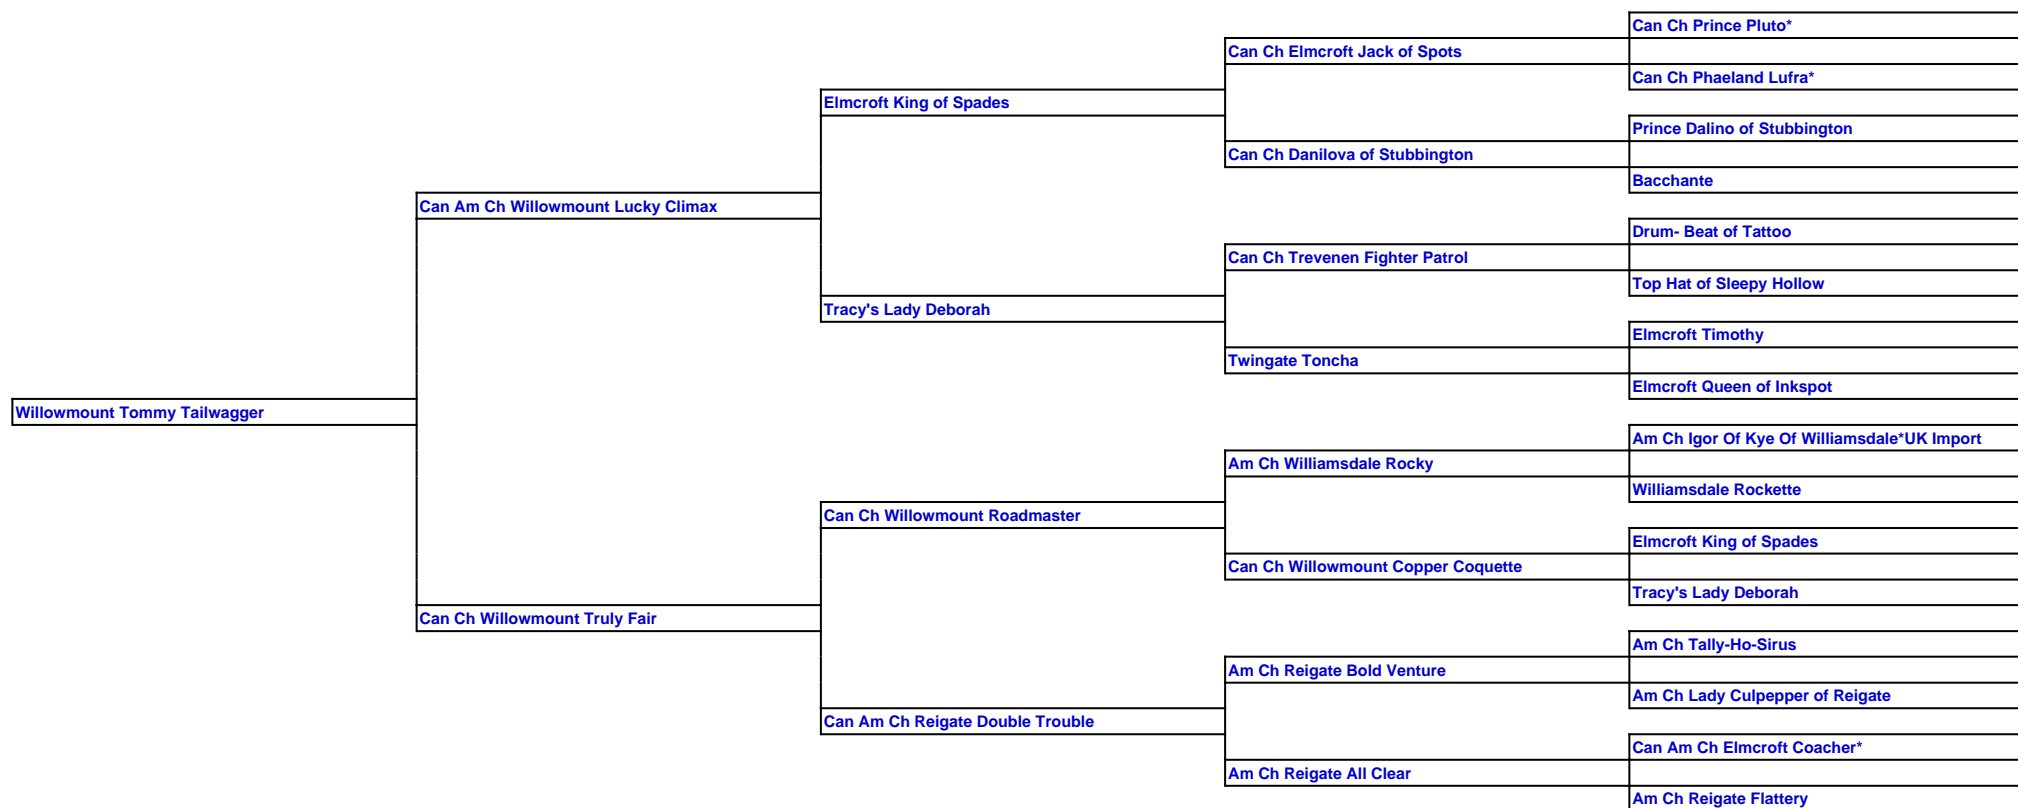 Can Ch Prince Pluto*
Can Ch Elmcroft Jack of Spots
Can Ch Phaeland Lufra*
Elmcroft King of Spades
Prince Dalino of Stubbington
Can Ch Danilova of Stubbington
Bacchante
Can Am Ch Willowmount Lucky Climax
Drum- Beat of Tattoo
Can Ch Trevenen Fighter Patrol
Top Hat of Sleepy Hollow
Tracy's Lady Deborah
Elmcroft Timothy
Twingate Toncha
Elmcroft Queen of Inkspot
Willowmount Tommy Tailwagger
Am Ch Igor Of Kye Of Williamsdale*UK Import
Am Ch Williamsdale Rocky
Williamsdale Rockette
Can Ch Willowmount Roadmaster
Elmcroft King of Spades
Can Ch Willowmount Copper Coquette
Tracy's Lady Deborah
Can Ch Willowmount Truly Fair
Am Ch Tally-Ho-Sirus
Am Ch Reigate Bold Venture
Am Ch Lady Culpepper of Reigate
Can Am Ch Reigate Double Trouble
Can Am Ch Elmcroft Coacher*
Am Ch Reigate All Clear
Am Ch Reigate Flattery